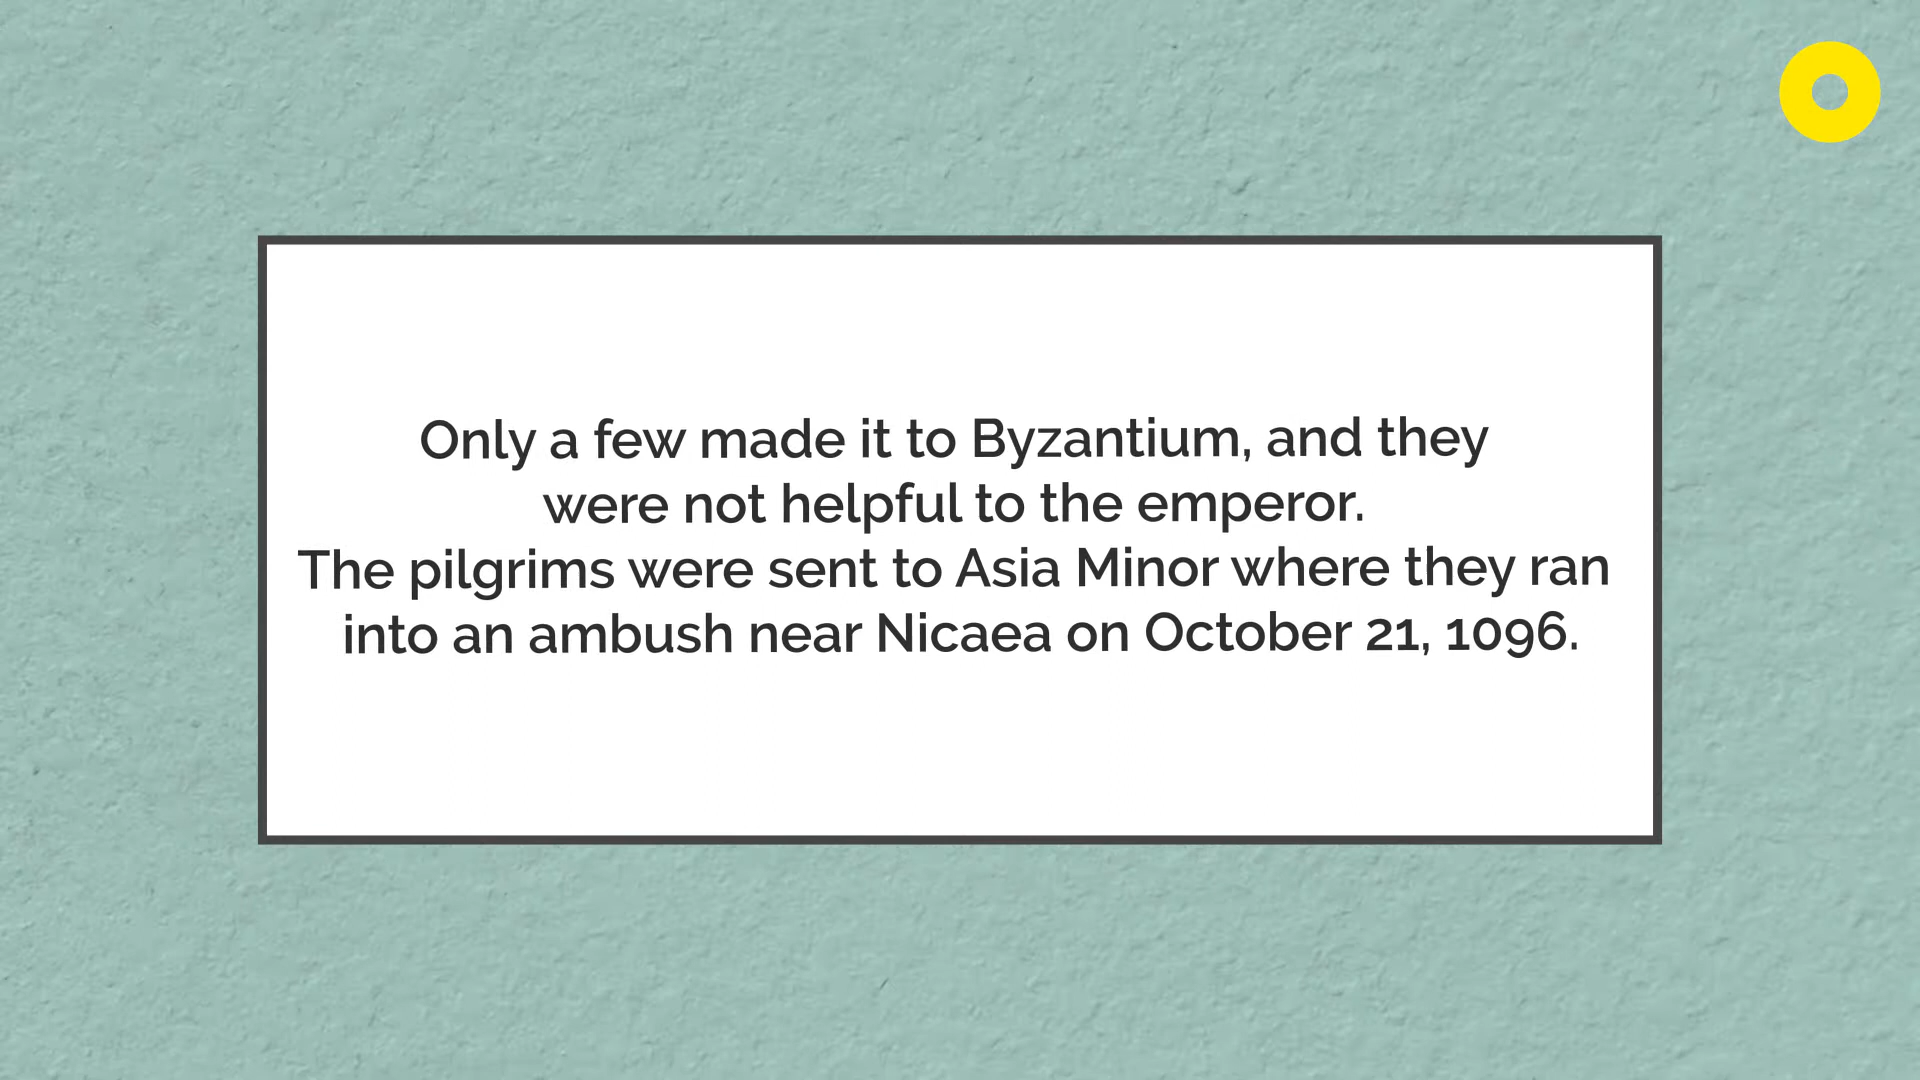 Only a few made it to Byzantium, and they
were not helpful to the emperor.
The pilgrims were sent to Asia Minor where they ran
into an ambush near Nicaea on October 21, 1096.